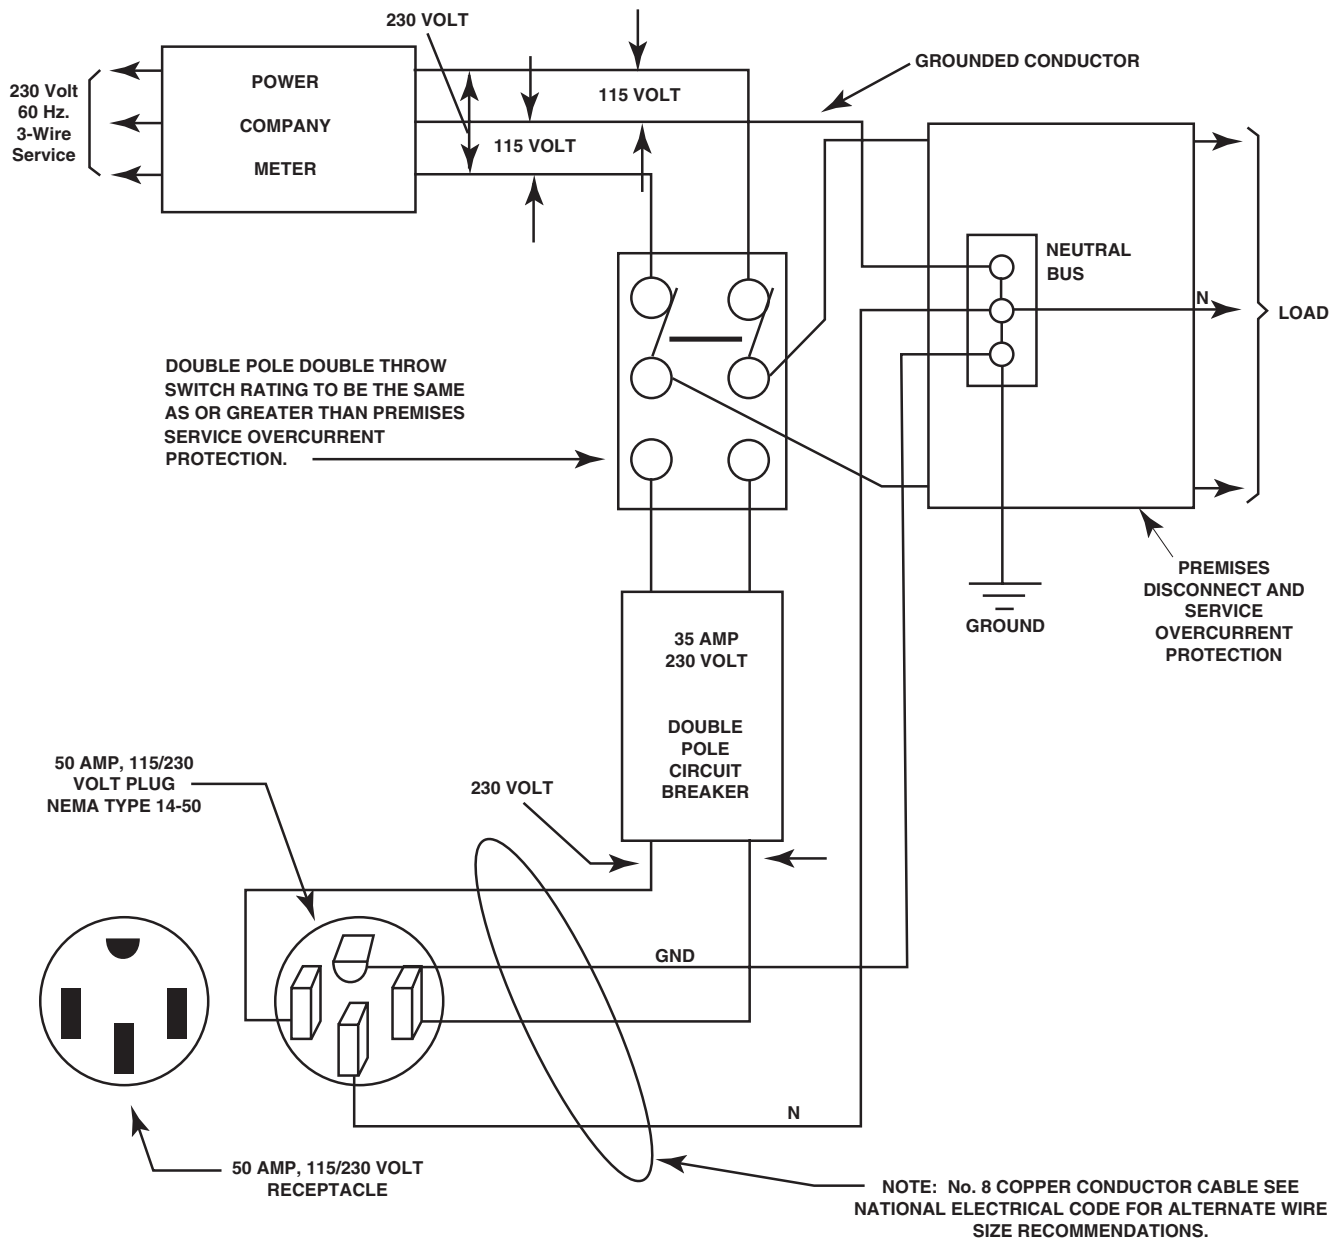 230 VOLT
GROUNDED CONDUCTOR
230 Volt
60 Hz.
3-Wire
Service
POWER
COMPANY
METER
115 VOLT
115 VOLT
NEUTRAL
BUS
N
LOAD
DOUBLE POLE DOUBLE THROW
SWITCH RATING TO BE THE SAME
AS OR GREATER THAN PREMISES
SERVICE OVERCURRENT
PROTECTION.
PREMISES
DISCONNECT AND
SERVICE
OVERCURRENT
PROTECTION
GROUND
35 AMP
230 VOLT
DOUBLE
POLE
CIRCUIT
BREAKER
50 AMP, 115/230
VOLT PLUG
NEMA TYPE 14-50
230 VOLT
GND
N
50 AMP, 115/230 VOLT
RECEPTACLE
NOTE: No. 8 COPPER CONDUCTOR CABLE SEE
NATIONAL ELECTRICAL CODE FOR ALTERNATE WIRE
SIZE RECOMMENDATIONS.